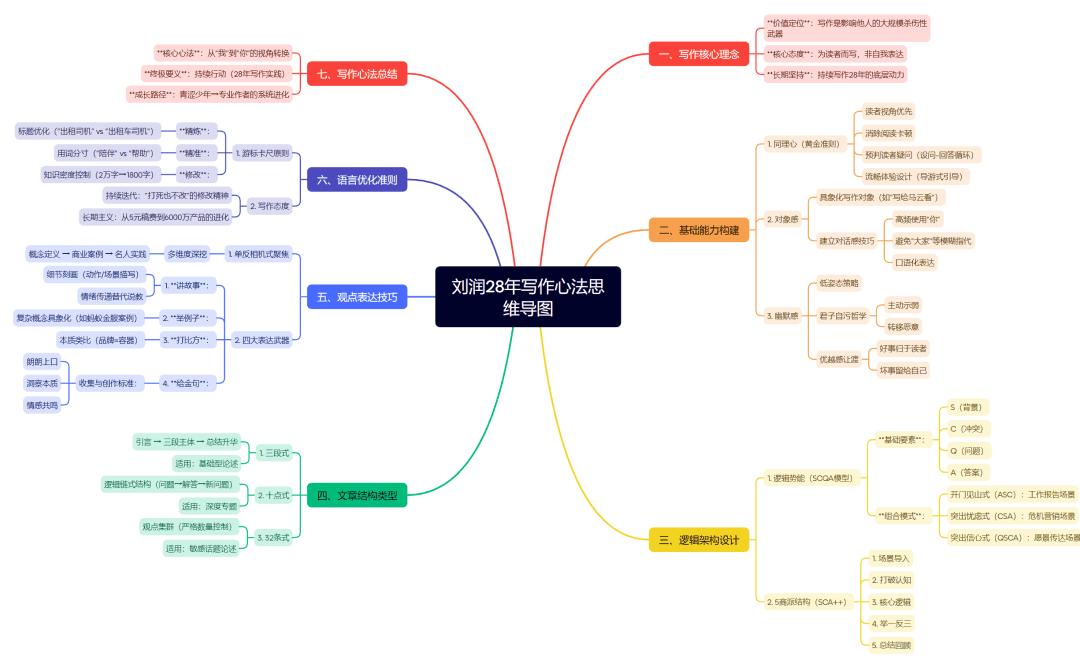 刘润28年写作心法思
维导图
一、写作核心理念
**价值定位**：写作是影响他人的大规模杀伤性
武器
**核心态度**：为读者而写，非自我表达
**长期坚持**：持续写作28年的底层动力
二、基础能力构建
1. 同理心（黄金准则）
读者视角优先
消除阅读卡顿
预判读者疑问（设问-回答循环）
流畅体验设计（导游式引导）
2. 对象感
具象化写作对象（如"写给马云看"）
建立对话感技巧
高频使用"你"
避免"大家"等模糊指代
口语化表达
3. 幽默感
低姿态策略
君子自污哲学
主动示弱
转移恶意
优越感让渡
好事归于读者
坏事留给自己
三、逻辑架构设计
1. 逻辑势能（SCQA模型）
**基础要素**：
S（背景）
C（冲突）
Q（问题）
A（答案）
**组合模式**：
开门见山式（ASC）：工作报告场景
突出忧虑式（CSA）：危机营销场景
突出信心式（QSCA）：愿景传达场景
2. 5商派结构（SCA++）
1. 场景导入
2. 打破认知
3. 核心逻辑
4. 举一反三
5. 总结回顾
四、文章结构类型
1. 三段式
引言 → 三段主体 → 总结升华
适用：基础型论述
2. 十点式
逻辑链式结构（问题→解答→新问题）
适用：深度专题
3. 32条式
观点集群（严格数量控制）
适用：敏感话题论述
五、观点表达技巧
1. 单反相机式聚焦
多维度深挖
概念定义 → 商业案例 → 名人实践
2. 四大表达武器
1. **讲故事**：
细节刻画（动作/场景描写）
情绪传递替代说教
2. **举例子**：
复杂概念具象化（如蚂蚁金服案例）
3. **打比方**：
本质类比（品牌=容器）
4. **给金句**：
收集与创作标准：
朗朗上口
洞察本质
情感共鸣
六、语言优化准则
1. 游标卡尺原则
**精炼**：
标题优化（"出租司机" vs "出租车司机"）
**精准**：
用词分寸（"陪伴" vs "帮助"）
**修改**：
知识密度控制（2万字→1800字）
2. 写作态度
持续迭代："打死也不改"的修改精神
长期主义：从5元稿费到6000万产品的进化
七、写作心法总结
**核心心法**：从"我"到"你"的视角转换
**终极要义**：持续行动（28年写作实践）
**成长路径**：青涩少年→专业作者的系统进化